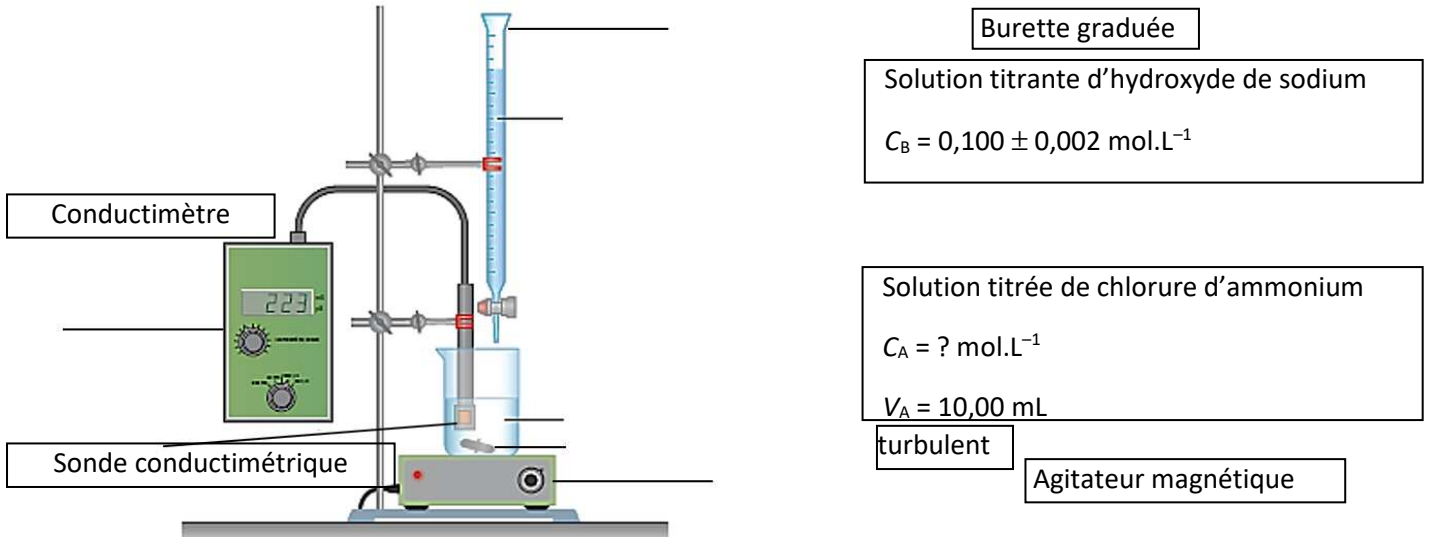 Burette graduée
Solution titrante d’hydroxyde de sodium
CB = 0,100 ± 0,002 mol.L–1
Conductimètre
223
Solution titrée de chlorure d’ammonium
CA = ? mol.L–1
VA = 10,00 mL
turbulent
Sonde conductimétrique
Agitateur magnétique